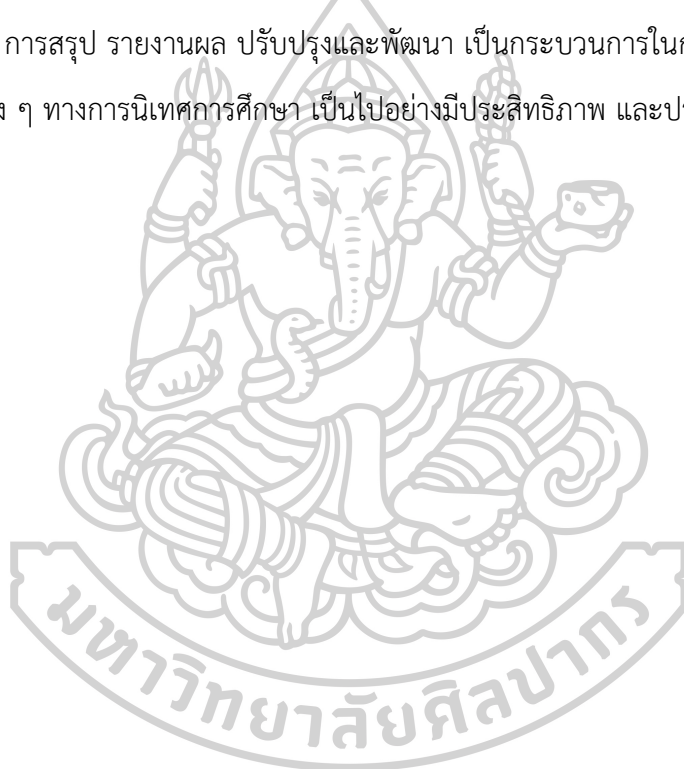 การสรุป รายงานผล ปรับปรุงและพัฒนา เป็นกระบวนการใน
ๆ ทางการนิเทศการศึกษา เป็นไปอย่างมีประสิทธิภาพ และ
มหาวิทยาลัยศิลปากร